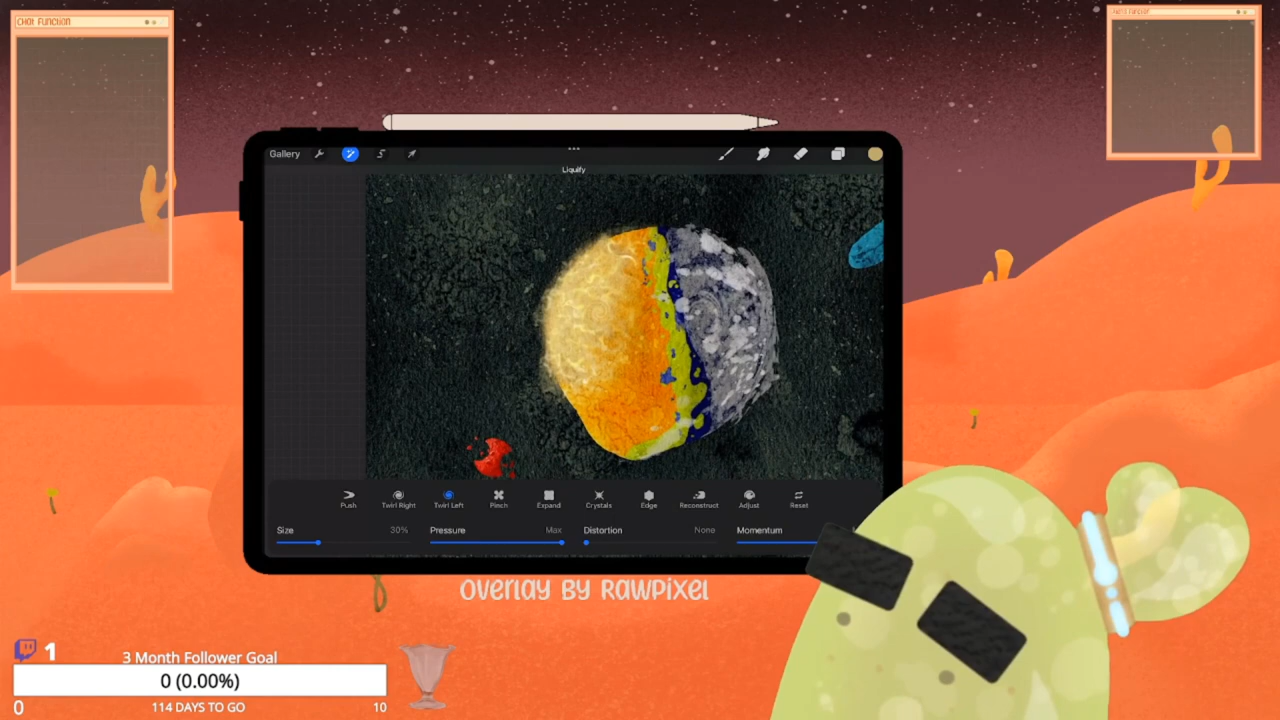 CHAT FUNCTION
Gallery
Liquify
Push
Twirl Right
Twirl Left
Pinch
Expand
Crystals
Edge
Reconstruct
Adjust
Reset
Size
30%
Pressure
Max
Distortion
None
Momentum
OVERLAY BY RAWPIXEL
1
3 Month Follower Goal
0 (0.00%)
0
114 DAYS TO GO
10